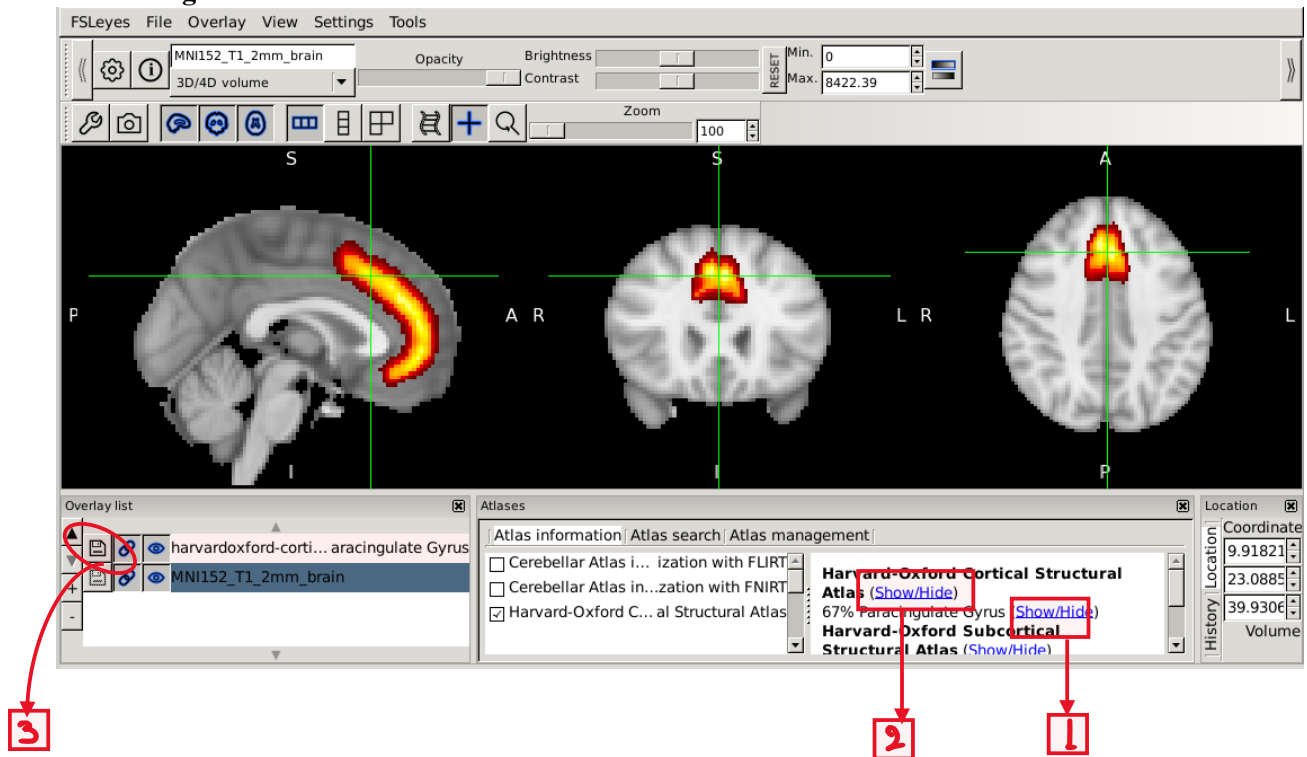 FSLeyes File Overlay View Settings Tools
MNI152_T1_2mm_brain
3D/4D volume
Opacity
Brightness
Contrast
RESET
Min. 0
Max. 8422.39
Zoom
100
S S A
P A R L R L
I I P
Overlay list
harvardoxford-corti... aracingulate Gyrus
MNI152_T1_2mm_brain
+
-
Atlases
Atlas information Atlas search Atlas management
Cerebellar Atlas i... ization with FLIRT
Cerebellar Atlas in...zation with FNIRT
Harvard-Oxford C... al Structural Atlas
Harvard-Oxford Cortical Structural
Atlas (Show/Hide)
67% Paracingulate Gyrus (Show/Hide)
Harvard-Oxford Subcortical
Structural Atlas (Show/Hide)
Location
Location
History
Coordinate
9.91821
23.0885
39.9306
Volume
3
2
1